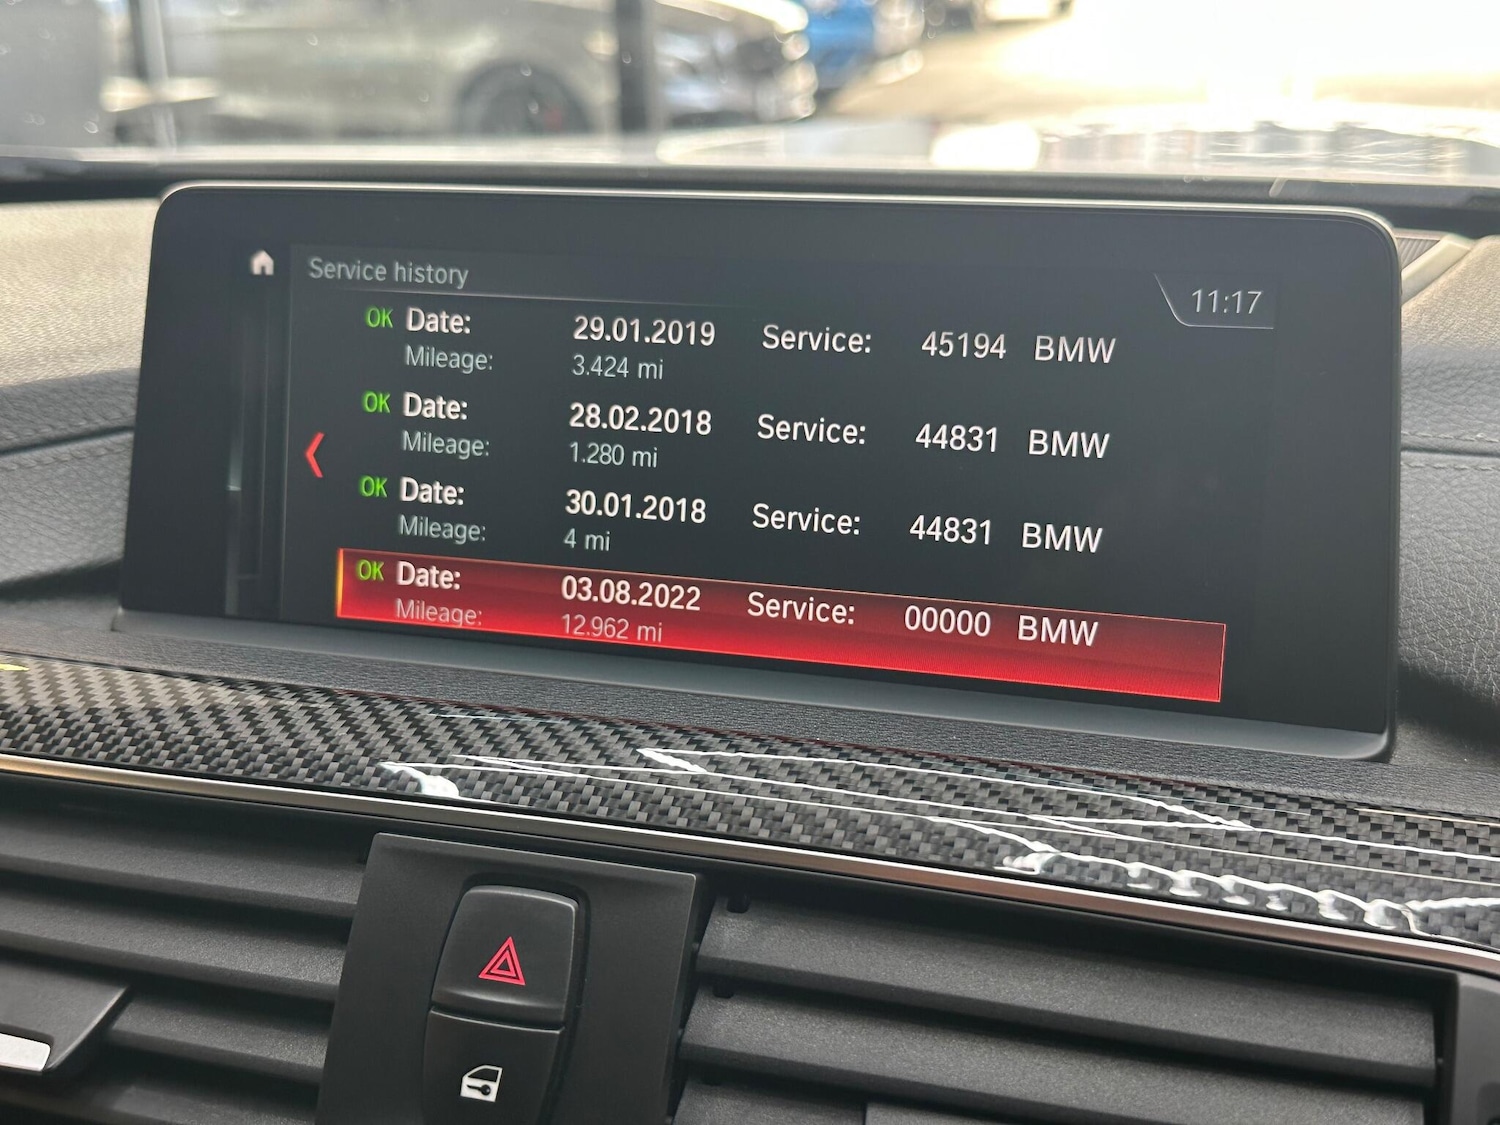 Service history
11:17
OK Date: 29.01.2019 Service: 45194 BMW
Mileage: 3.424 mi
OK Date: 28.02.2018 Service: 44831 BMW
Mileage: 1.280 mi
OK Date: 30.01.2018 Service: 44831 BMW
Mileage: 4 mi
OK Date: 03.08.2022 Service: 00000 BMW
Mileage: 12.962 mi